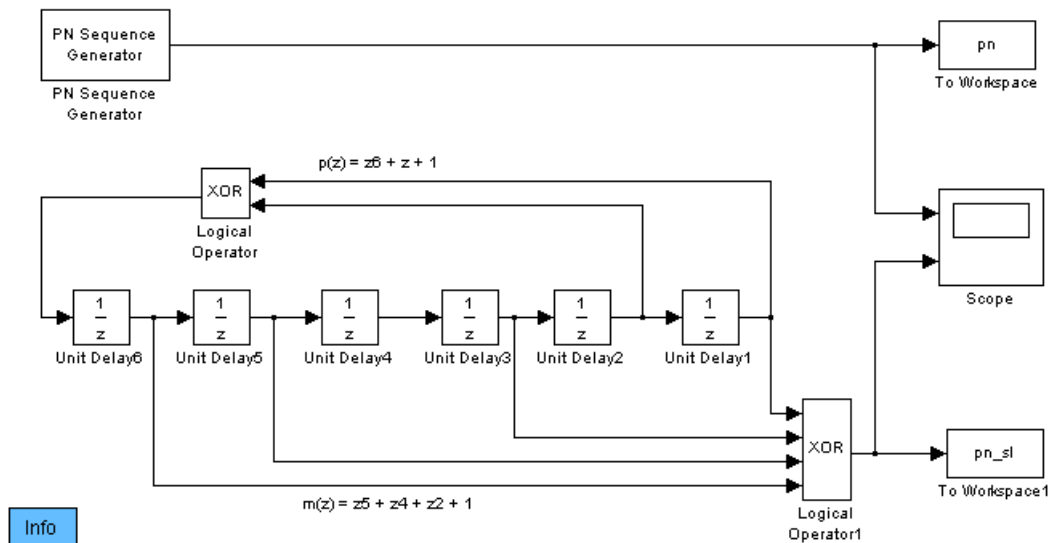 PN Sequence
Generator
PN Sequence
Generator
pn
To Workspace
p(z) = z6 + z + 1
XOR
Logical
Operator
Scope
1
z
Unit Delay6
1
z
Unit Delay5
1
z
Unit Delay4
1
z
Unit Delay3
1
z
Unit Delay2
1
z
Unit Delay1
XOR
Logical
Operator1
pn_sl
To Workspace1
m(z) = z5 + z4 + z2 + 1
Info